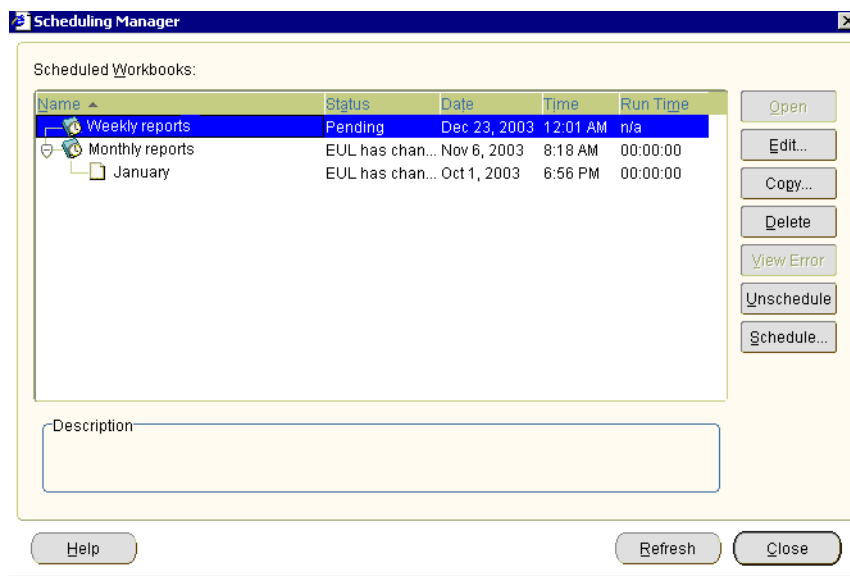 Scheduling Manager
Scheduled Workbooks:
Name Status Date Time Run Time
Weekly reports Pending Dec 23, 2003 12:01 AM n/a
Monthly reports EUL has chan... Nov 6, 2003 8:18 AM 00:00:00
January EUL has chan... Oct 1, 2003 6:56 PM 00:00:00
Open
Edit...
Copy...
Delete
View Error
Unschedule
Schedule...
Description
Help Refresh Close